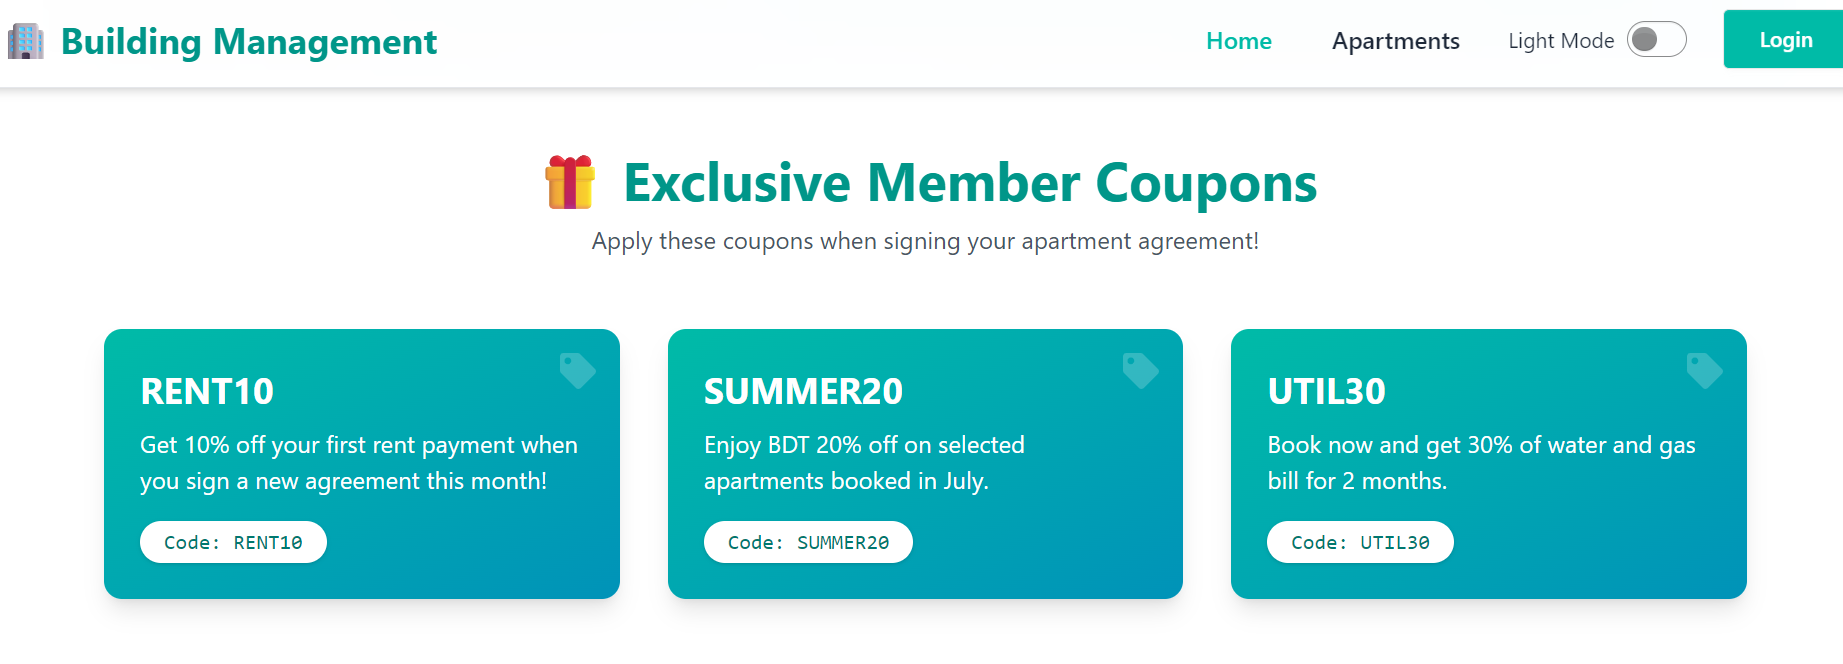 Building Management
Home
Apartments
Light Mode
Login
Exclusive Member Coupons
Apply these coupons when signing your apartment agreement!
RENT10
Get 10% off your first rent payment when
you sign a new agreement this month!
Code: RENT10
SUMMER20
Enjoy BDT 20% off on selected
apartments booked in July.
Code: SUMMER20
UTIL30
Book now and get 30% of water and gas
bill for 2 months.
Code: UTIL30